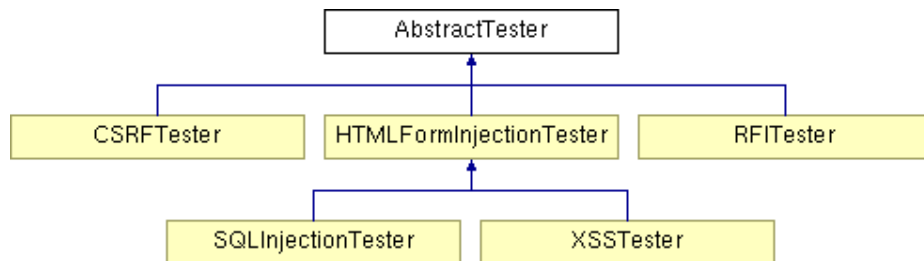 AbstractTester
CSRFTester
HTMLFormInjectionTester
RFITester
SQLInjectionTester
XSSTester